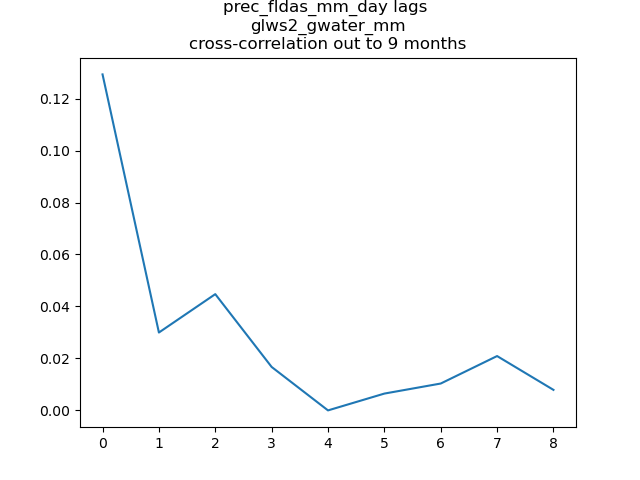 prec_fldas_mm_day lags
glws2_gwater_mm
cross-correlation out to 9 months
0.12
0.10
0.08
0.06
0.04
0.02
0.00
0 1 2 3 4 5 6 7 8